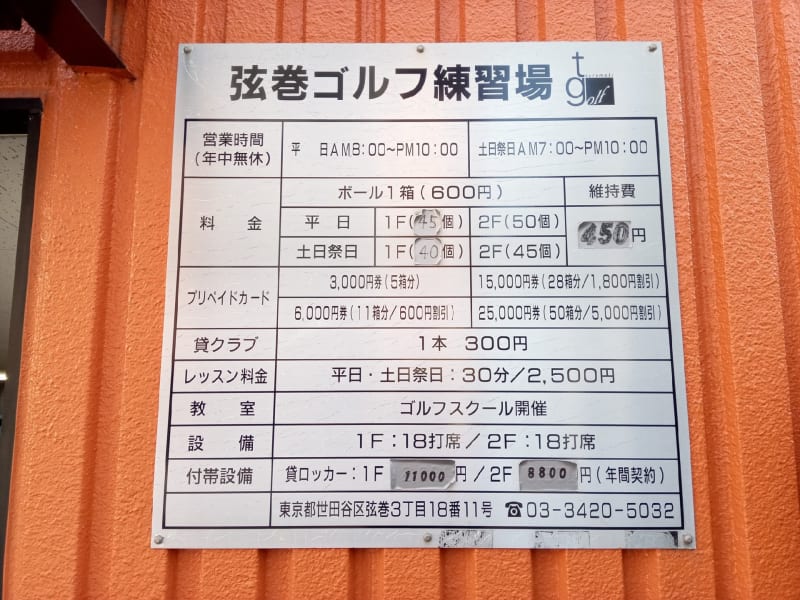 弦巻ゴルフ練習場
t
golf
営業時間
(年中無休)
平 日AM8:00~PM10:00
土日祭日AM7:00~PM10:00
料 金
ボール1箱(600円)
維持費
平 日
1F(45個)
2F(50個)
450円
土日祭日
1F(40個)
2F(45個)
プリペイドカード
3,000円券(5箱分)
15,000円券(28箱分/1,800円割引)
6,000円券(11箱分/600円割引)
25,000円券(50箱分/5,000円割引)
貸クラブ
1本 300円
レッスン料金
平日・土日祭日:30分/2,500円
教 室
ゴルフスクール開催
設 備
1F:18打席/2F:18打席
付帯設備
貸ロッカー:1F 11000円/2F 8800円(年間契約)
東京都世田谷区弦巻3丁目18番11号 ☎03-3420-5032